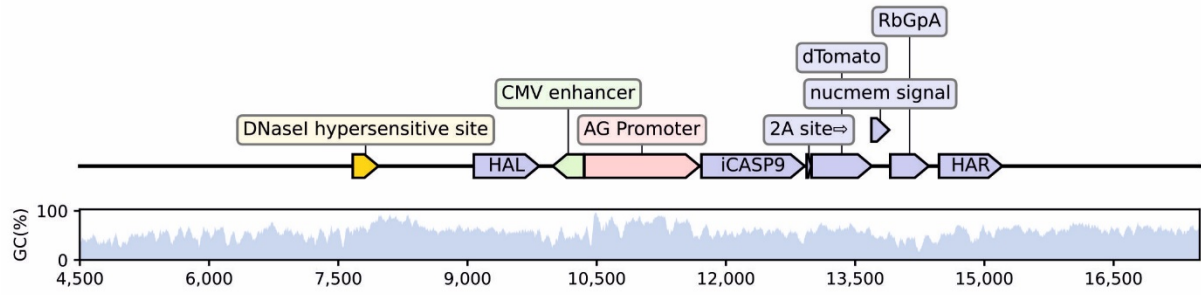 RbGpA
dTomato
CMV enhancer
nucmem signal
DNaseI hypersensitive site
AG Promoter
2A site⇨
HAL
iCASP9
HAR
GC(%)
100
0
4,500
6,000
7,500
9,000
10,500
12,000
13,500
15,000
16,500